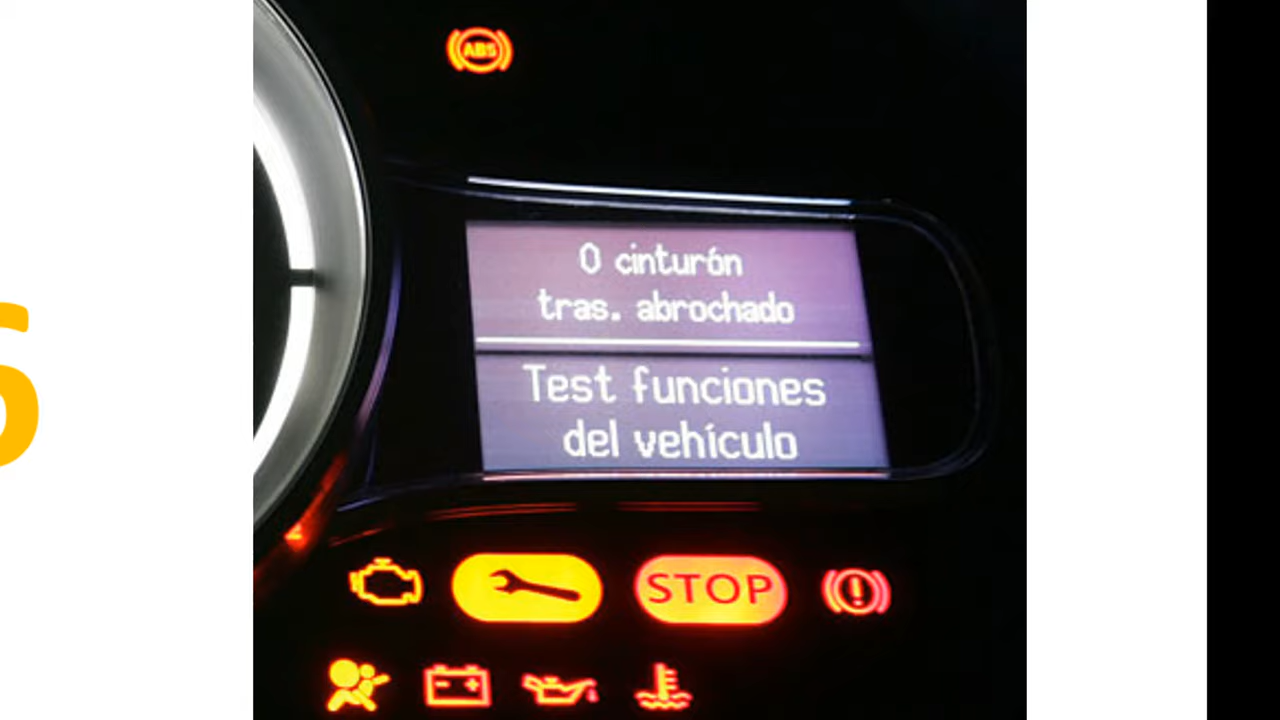 ABS
0 cinturón
tras. abrochado
Test funciones
del vehículo
STOP